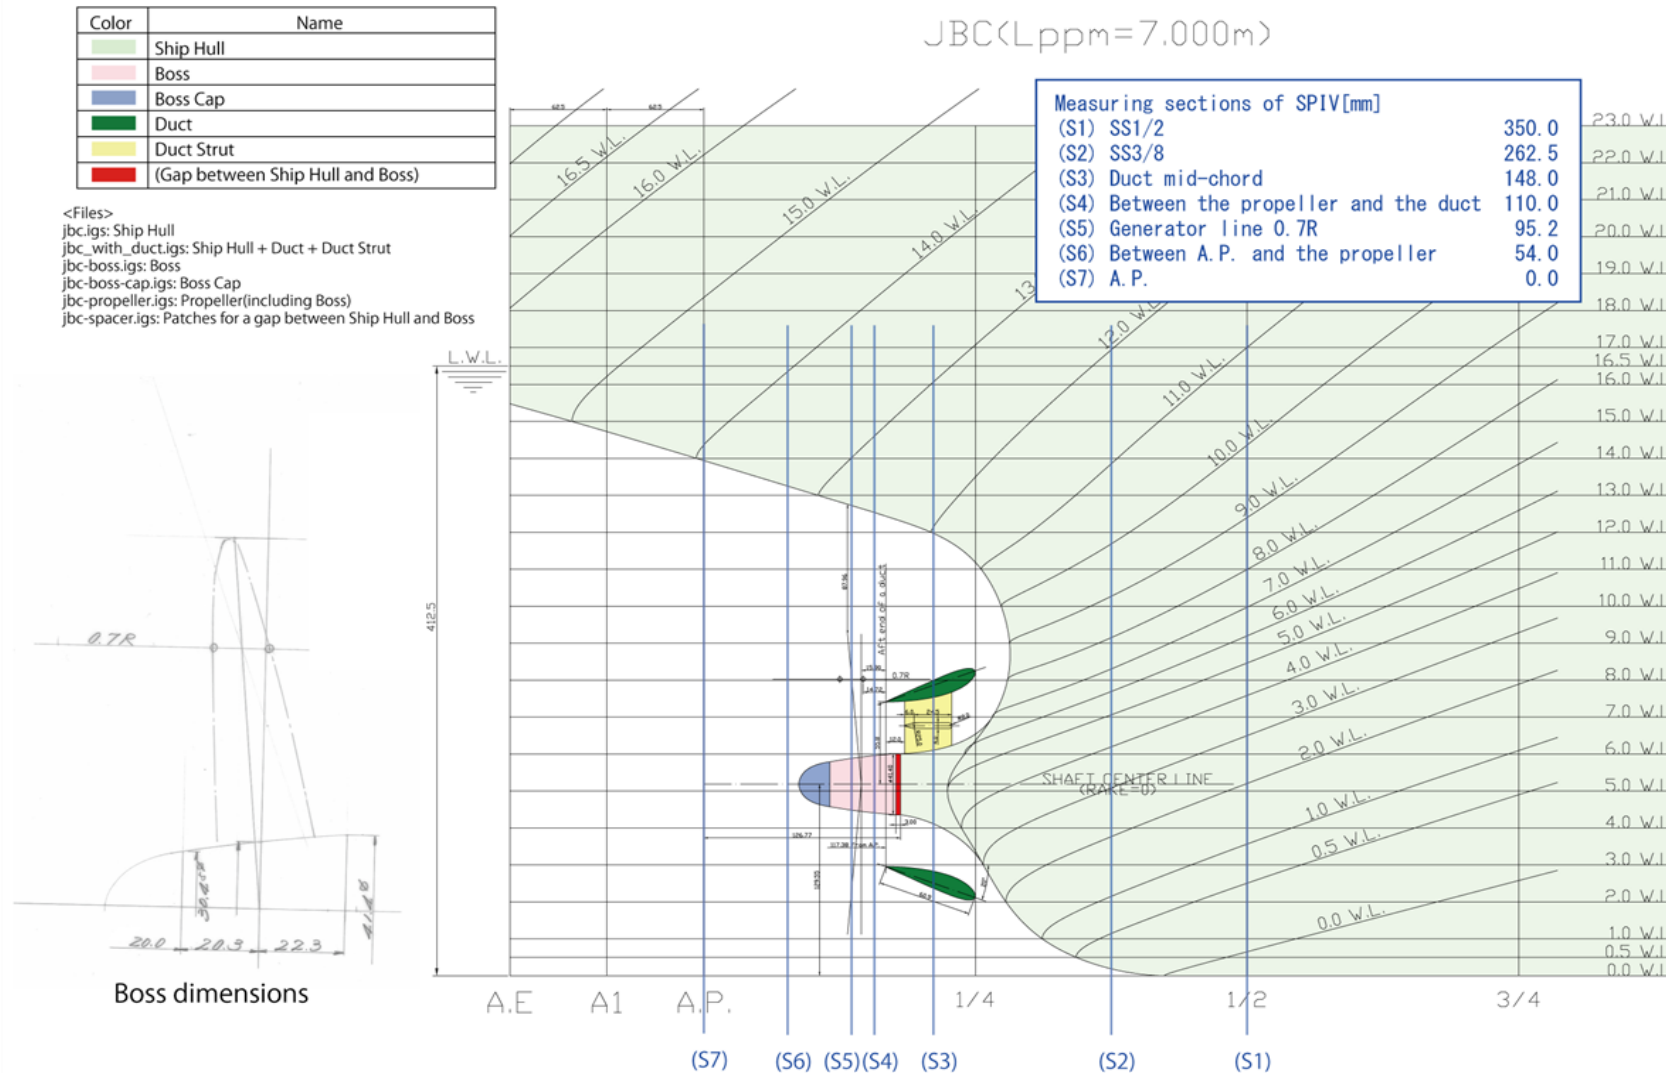 Color Name
Ship Hull
Boss
Boss Cap
Duct
Duct Strut
(Gap between Ship Hull and Boss)
<Files>
jbc.igs: Ship Hull
jbc_with_duct.igs: Ship Hull + Duct + Duct Strut
jbc-boss.igs: Boss
jbc-boss-cap.igs: Boss Cap
jbc-propeller.igs: Propeller(including Boss)
jbc-spacer.igs: Patches for a gap between Ship Hull and Boss
JBC(Lppm=7.000m)
Measuring sections of SPIV[mm]
(S1) SS1/2 350.0
(S2) SS3/8 262.5
(S3) Duct mid-chord 148.0
(S4) Between the propeller and the duct 110.0
(S5) Generator line 0.7R 95.2
(S6) Between A.P. and the propeller 54.0
(S7) A.P. 0.0
62.5 62.5
16.5 W.L.
16.0 W.L.
15.0 W.L.
14.0 W.L.
13
12.0 W.L.
11.0 W.L.
10.0 W.L.
9.0 W.L.
8.0 W.L.
7.0 W.L.
6.0 W.L.
5.0 W.L.
4.0 W.L.
3.0 W.L.
2.0 W.L.
1.0 W.L.
0.5 W.L.
0.0 W.L.
23.0 W.L
22.0 W.L
21.0 W.L
20.0 W.L
19.0 W.L
18.0 W.L
17.0 W.L
16.5 W.L
16.0 W.L
15.0 W.L
14.0 W.L
13.0 W.L
12.0 W.L
11.0 W.L
10.0 W.L
9.0 W.L
8.0 W.L
7.0 W.L
6.0 W.L
5.0 W.L
4.0 W.L
3.0 W.L
2.0 W.L
1.0 W.L
0.5 W.L
0.0 W.L
L.W.L.
412.5
Aft end of a duct
0.7R
SHAFT CENTER LINE
(RAKE=0)
126.77
117.38 from A.P.
0.7R
20.0 20.3 22.3
Boss dimensions
A.E A1 A.P. 1/4 1/2 3/4
(S7) (S6) (S5) (S4) (S3) (S2) (S1)